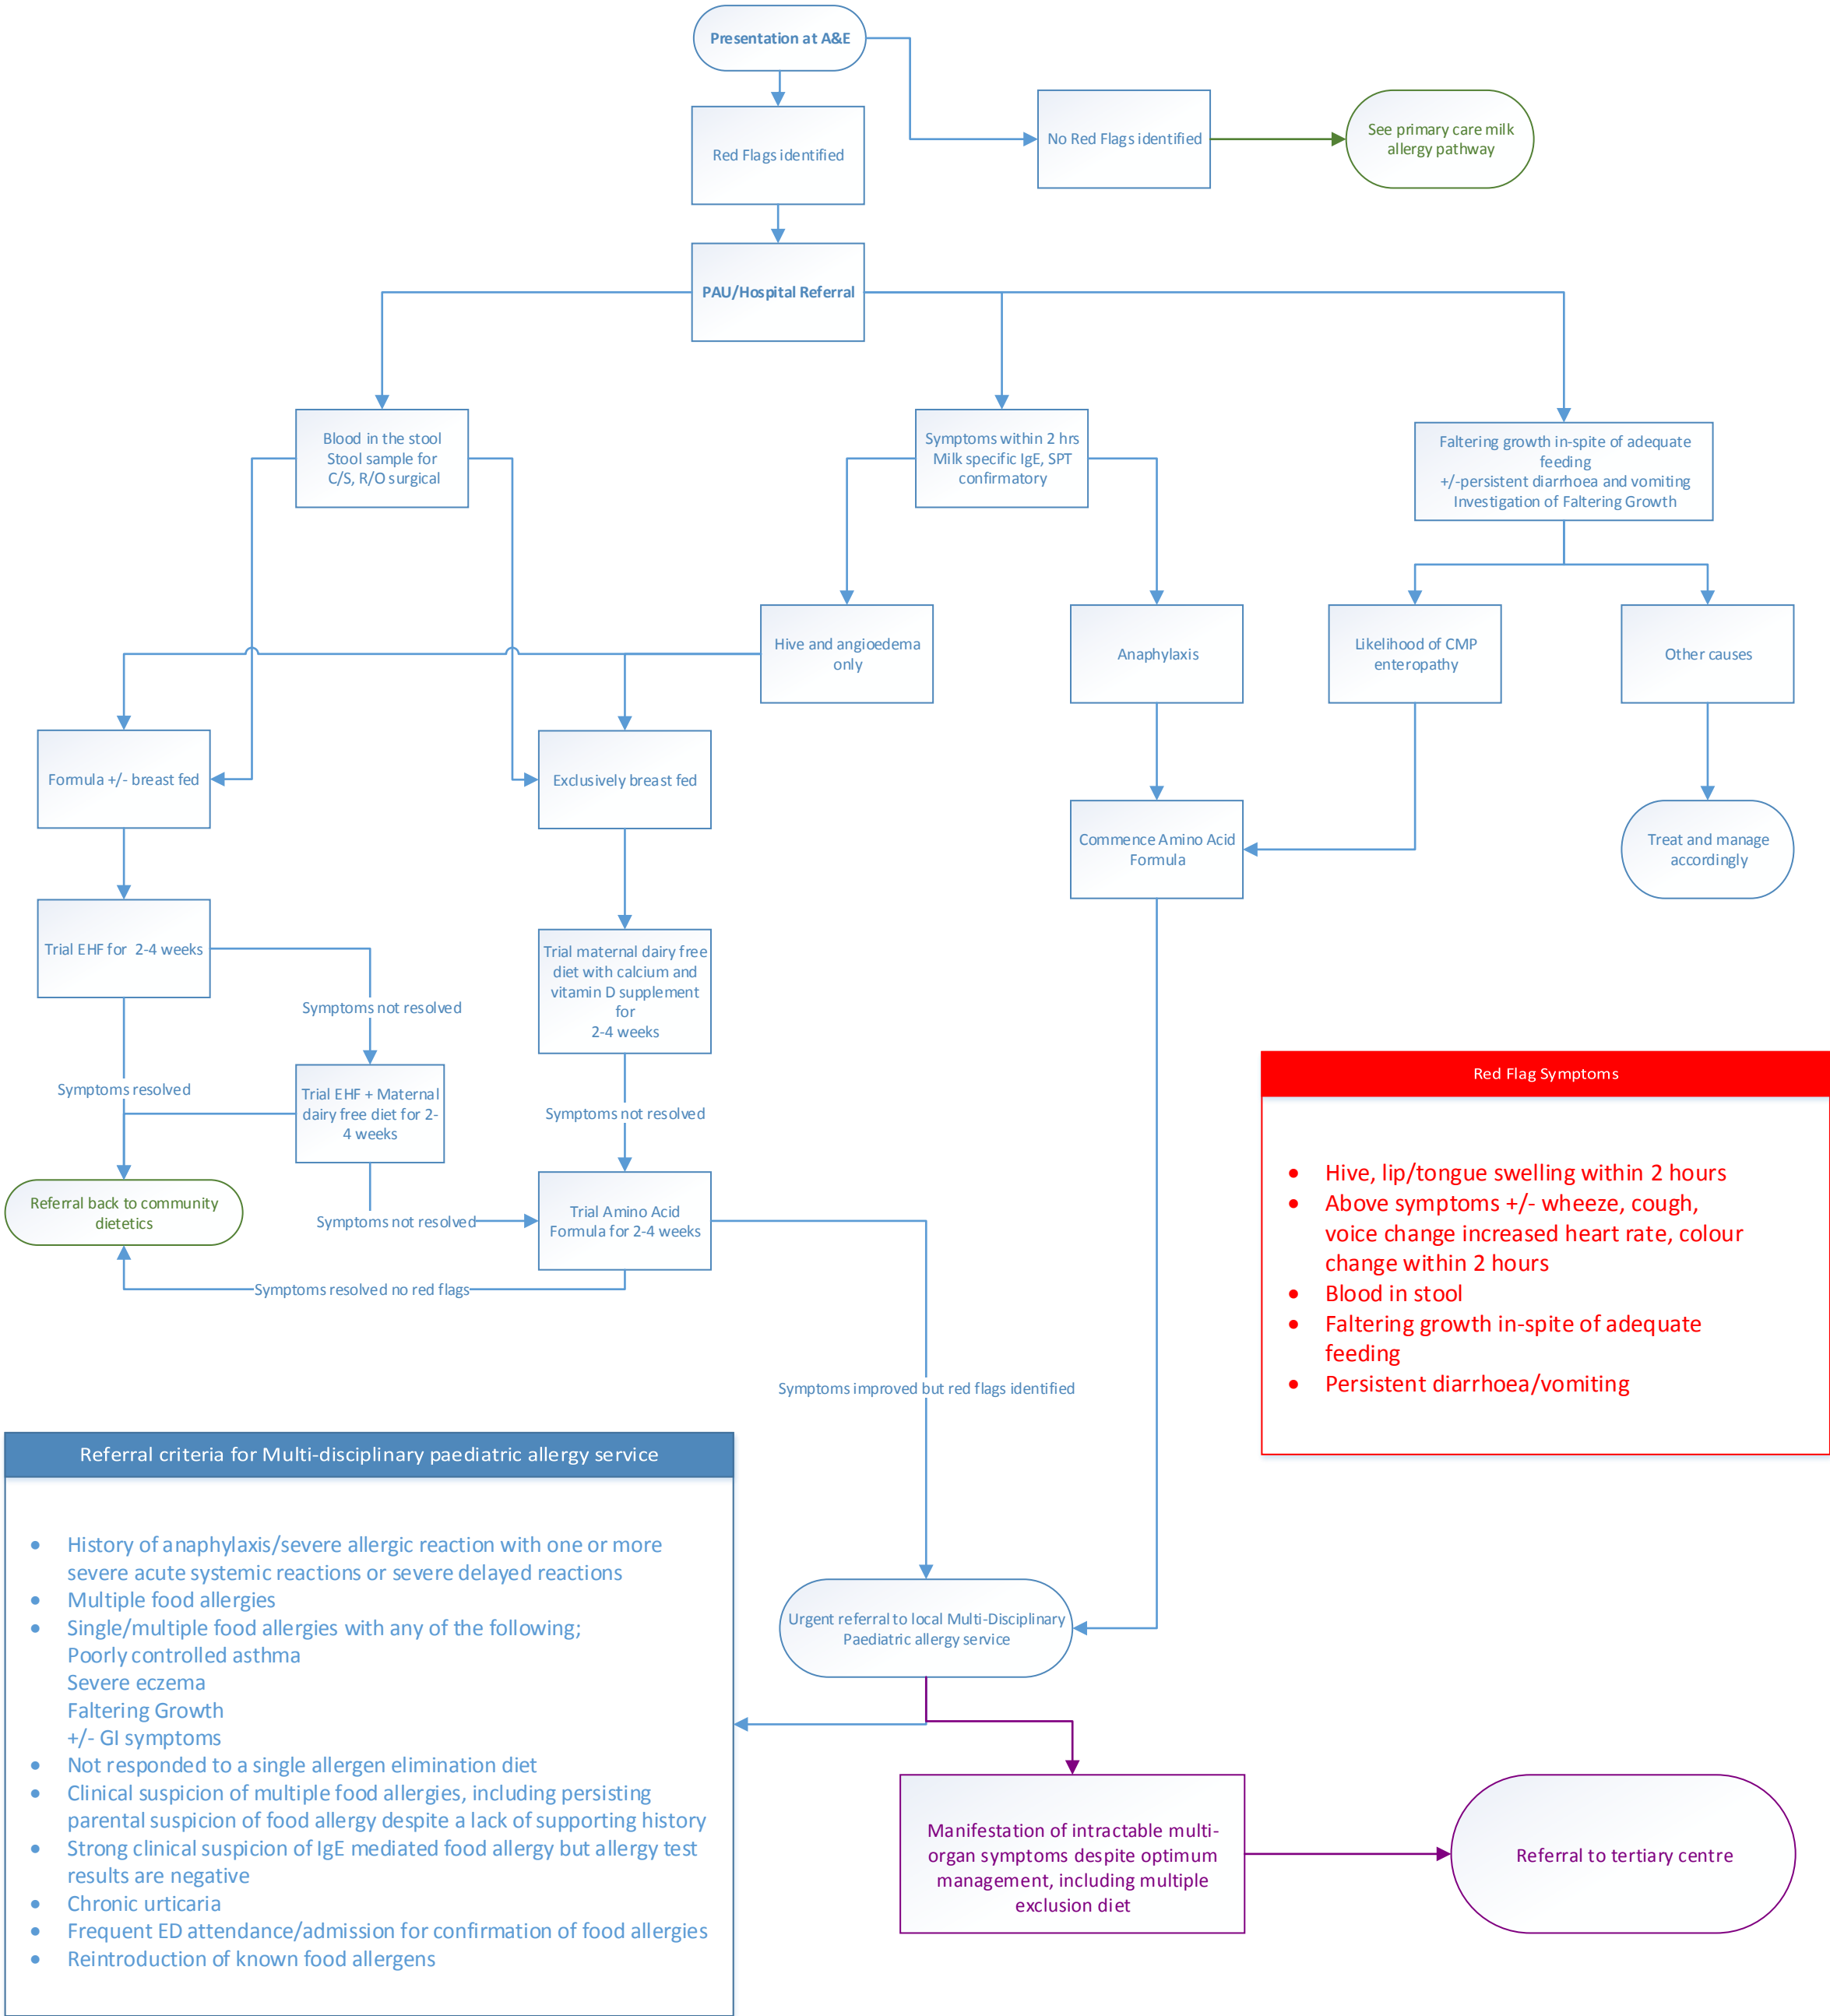 Presentation at A&E
Red Flags identified
No Red Flags identified
See primary care milk
allergy pathway
PAU/Hospital Referral
Blood in the stool
Stool sample for
C/S, R/O surgical
Symptoms within 2 hrs
Milk specific IgE, SPT
confirmatory
Faltering growth in-spite of adequate
feeding
+/-persistent diarrhoea and vomiting
Investigation of Faltering Growth
Hive and angioedema
only
Anaphylaxis
Likelihood of CMP
enteropathy
Other causes
Formula +/- breast fed
Exclusively breast fed
Commence Amino Acid
Formula
Treat and manage
accordingly
Trial EHF for 2-4 weeks
Trial maternal dairy free
diet with calcium and
vitamin D supplement
for
2-4 weeks
Symptoms not resolved
Symptoms resolved
Trial EHF + Maternal
dairy free diet for 2-
4 weeks
Symptoms not resolved
Referral back to community
dietetics
Symptoms not resolved
Trial Amino Acid
Formula for 2-4 weeks
Symptoms resolved no red flags
Symptoms improved but red flags identified
Red Flag Symptoms
• Hive, lip/tongue swelling within 2 hours
• Above symptoms +/- wheeze, cough,
voice change increased heart rate, colour
change within 2 hours
• Blood in stool
• Faltering growth in-spite of adequate
feeding
• Persistent diarrhoea/vomiting
Referral criteria for Multi-disciplinary paediatric allergy service
• History of anaphylaxis/severe allergic reaction with one or more
severe acute systemic reactions or severe delayed reactions
• Multiple food allergies
• Single/multiple food allergies with any of the following;
Poorly controlled asthma
Severe eczema
Faltering Growth
+/- GI symptoms
• Not responded to a single allergen elimination diet
• Clinical suspicion of multiple food allergies, including persisting
parental suspicion of food allergy despite a lack of supporting history
• Strong clinical suspicion of IgE mediated food allergy but allergy test
results are negative
• Chronic urticaria
• Frequent ED attendance/admission for confirmation of food allergies
• Reintroduction of known food allergens
Urgent referral to local Multi-Disciplinary
Paediatric allergy service
Manifestation of intractable multi-
organ symptoms despite optimum
management, including multiple
exclusion diet
Referral to tertiary centre